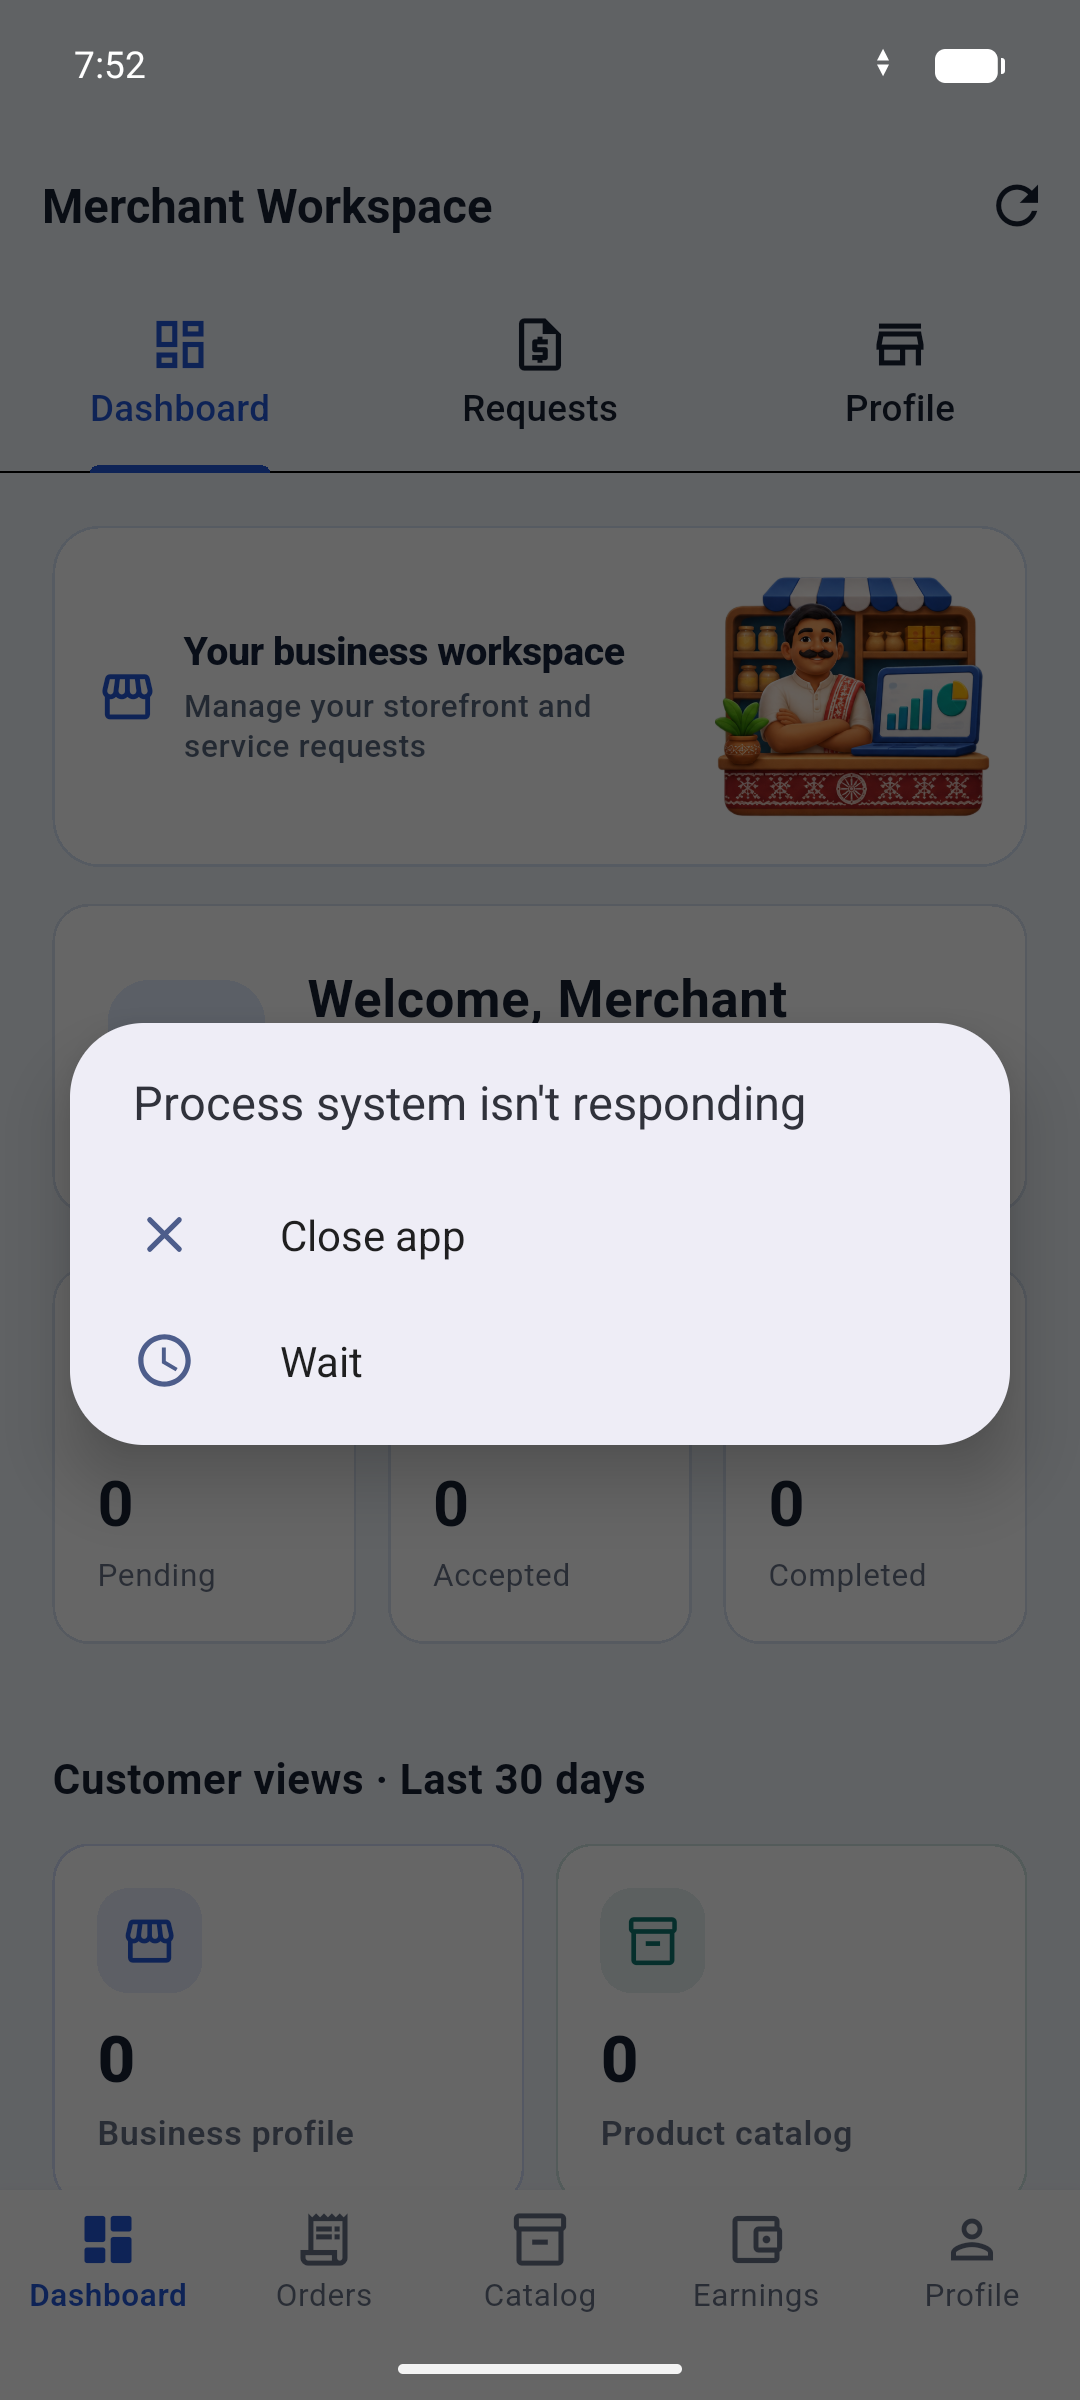 7:52
Merchant Workspace
Dashboard
Requests
Profile
Your business workspace
Manage your storefront and
service requests
Welcome, Merchant
Process system isn't responding
Close app
Wait
0
0
0
Pending
Accepted
Completed
Customer views · Last 30 days
0
0
Business profile
Product catalog
Dashboard
Orders
Catalog
Earnings
Profile